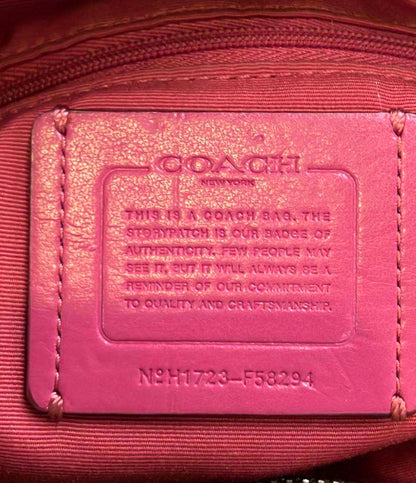 COACH
NEW YORK
THIS IS A COACH BAG. THE
STORYPATCH IS OUR BADGE OF
AUTHENTICITY. FEW PEOPLE MAY
SEE IT, BUT IT WILL ALWAYS BE A
REMINDER OF OUR COMMITMENT
TO QUALITY AND CRAFTSMANSHIP.
NºH1723-F58294